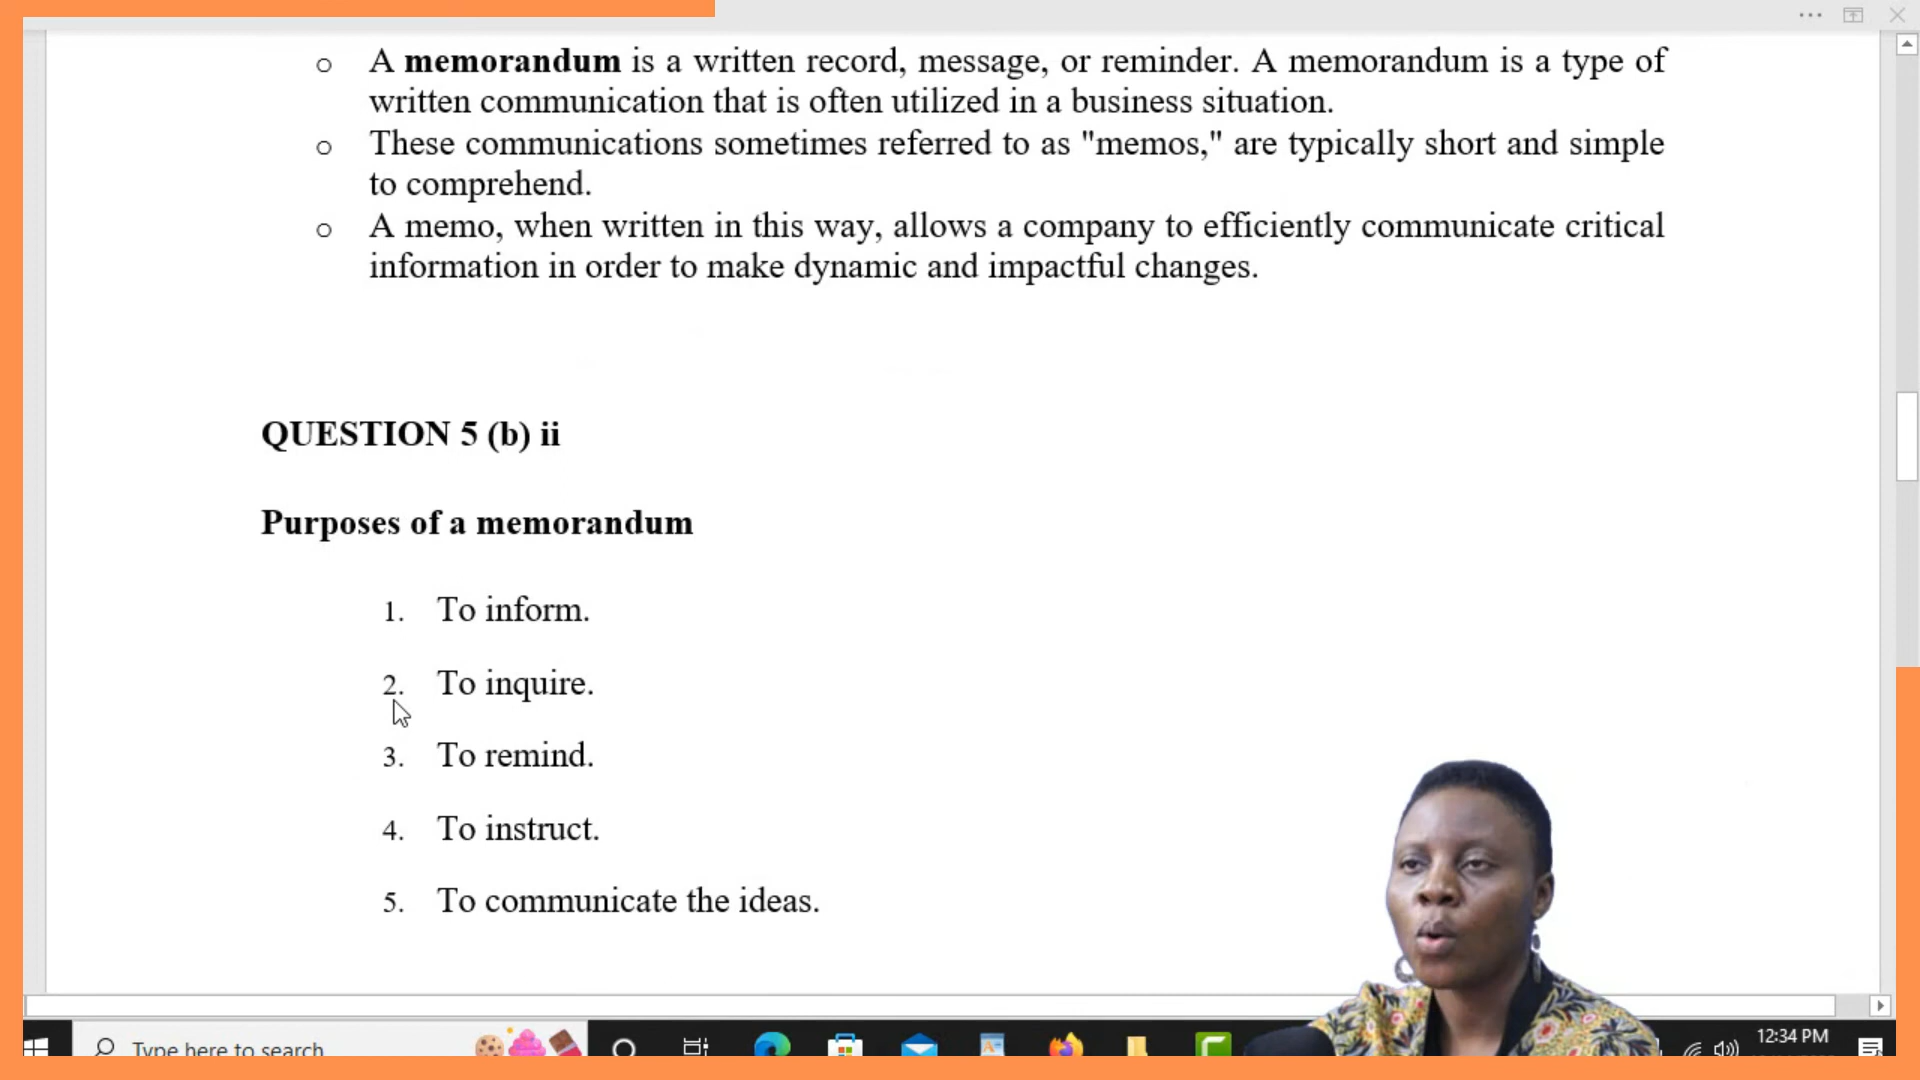 o A memorandum is a written record, message, or reminder. A memorandum is a type of
written communication that is often utilized in a business situation.
o These communications sometimes referred to as "memos," are typically short and simple
to comprehend.
o A memo, when written in this way, allows a company to efficiently communicate critical
information in order to make dynamic and impactful changes.
QUESTION 5 (b) ii
Purposes of a memorandum
1. To inform.
2. To inquire.
3. To remind.
4. To instruct.
5. To communicate the ideas.
Type here to search
12:34 PM